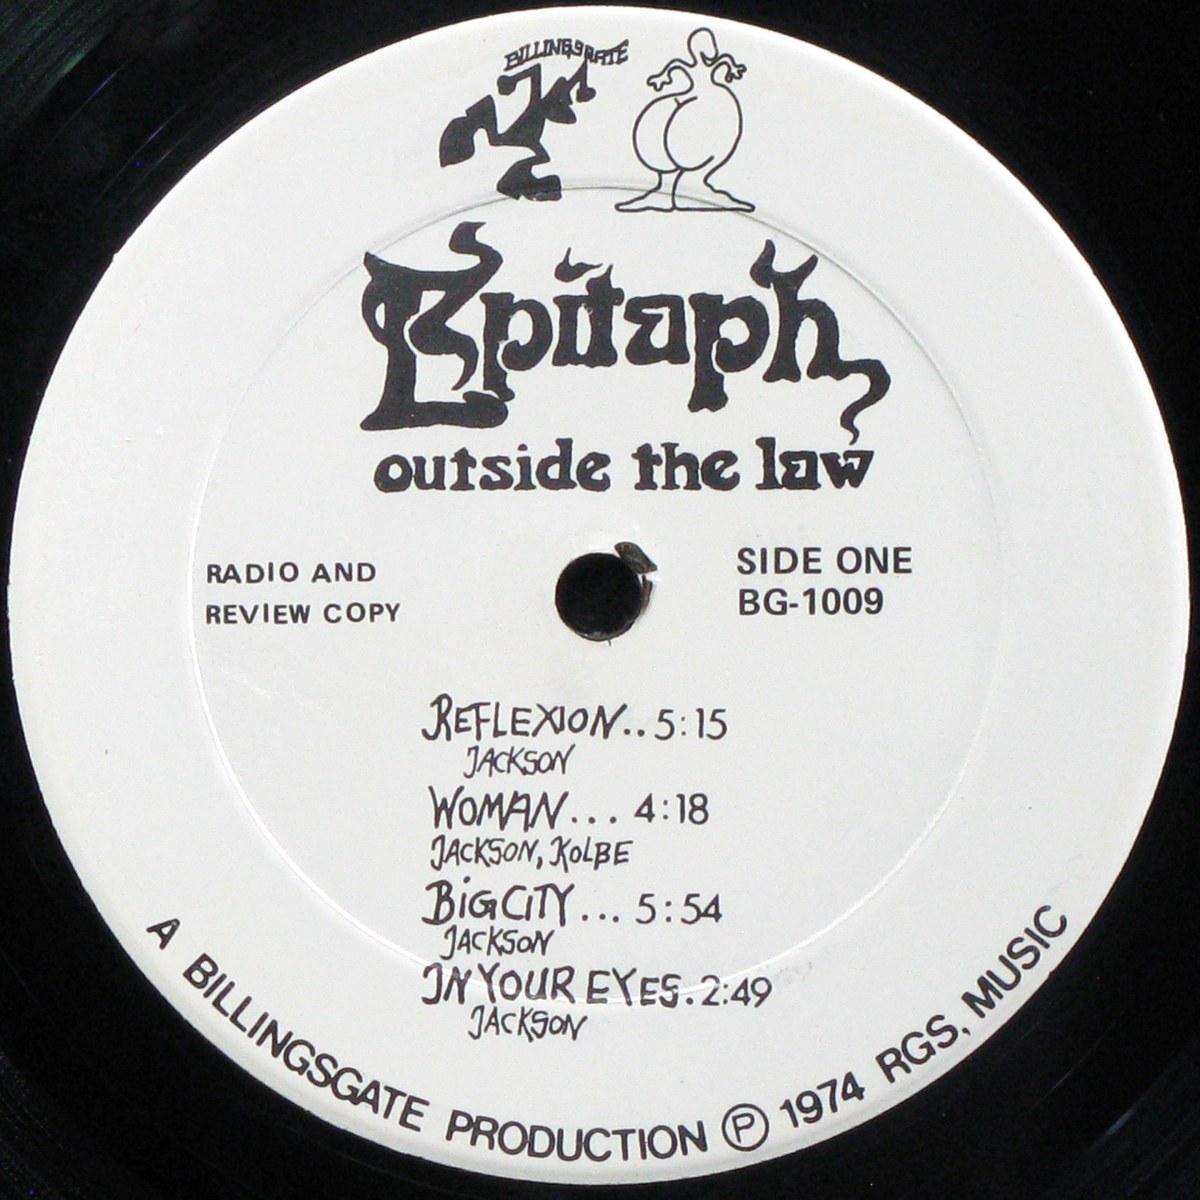 BILLINGSGATE
Epitaph
outside the law
RADIO AND
REVIEW COPY
SIDE ONE
BG-1009
REFLEXION..5:15
JACKSON
WOMAN... 4:18
JACKSON, KOLBE
BiGCiTY... 5:54
JACKSON
IN YOUR EYES.2:49
JACKSON
A BILLINGSGATE PRODUCTION Ⓟ 1974 RGS, MUSIC